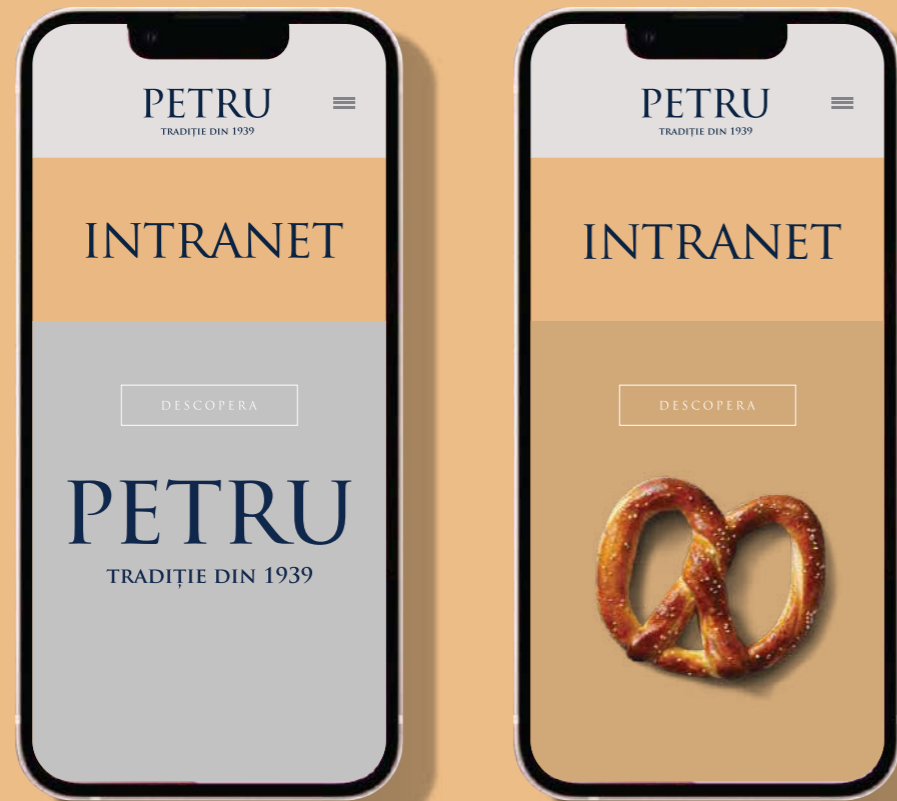 PETRU
TRADIȚIE DIN 1939
INTRANET
DESCOPERA
PETRU
TRADIȚIE DIN 1939
PETRU
TRADIȚIE DIN 1939
INTRANET
DESCOPERA